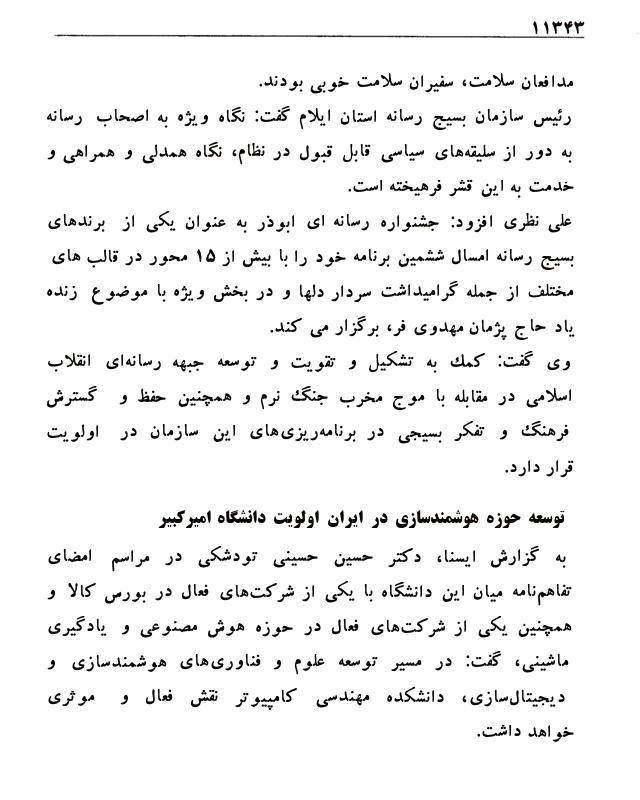 ۱۱۳۴۳
مدافعان سلامت، سفیران سلامت خوبی بودند.
رئیس سازمان بسیج رسانه استان ایلام گفت: نگاه ویژه به اصحاب رسانه
به دور از سلیقه‌های سیاسی قابل قبول در نظام، نگاه همدلی و همراهی و
خدمت به این قشر فرهیخته است.
علی نظری افزود: جشنواره رسانه ای ابوذر به عنوان یکی از برندهای
بسیج رسانه امسال ششمین برنامه خود را با بیش از ۱۵ محور در قالب های
مختلف از جمله گرامیداشت سردار دلها و در بخش ویژه با موضوع زنده
یاد حاج پژمان مهدوی فر، برگزار می کند.
وی گفت: کمك به تشکیل و تقویت و توسعه جبهه رسانه‌ای انقلاب
اسلامی در مقابله با موج مخرب جنگ نرم و همچنین حفظ و گسترش
فرهنگ و تفکر بسیجی در برنامه‌ریزی‌های این سازمان در اولویت
قرار دارد.
توسعه حوزه هوشمندسازی در ایران اولویت دانشگاه امیرکبیر
به گزارش ایسنا، دکتر حسین حسینی تودشکی در مراسم امضای
تفاهم‌نامه میان این دانشگاه با یکی از شرکت‌های فعال در بورس کالا و
همچنین یکی از شرکت‌های فعال در حوزه هوش مصنوعی و یادگیری
ماشینی، گفت: در مسیر توسعه علوم و فناوری‌های هوشمندسازی و
دیجیتال‌سازی، دانشکده مهندسی کامپیوتر نقش فعال و موثری
خواهد داشت.